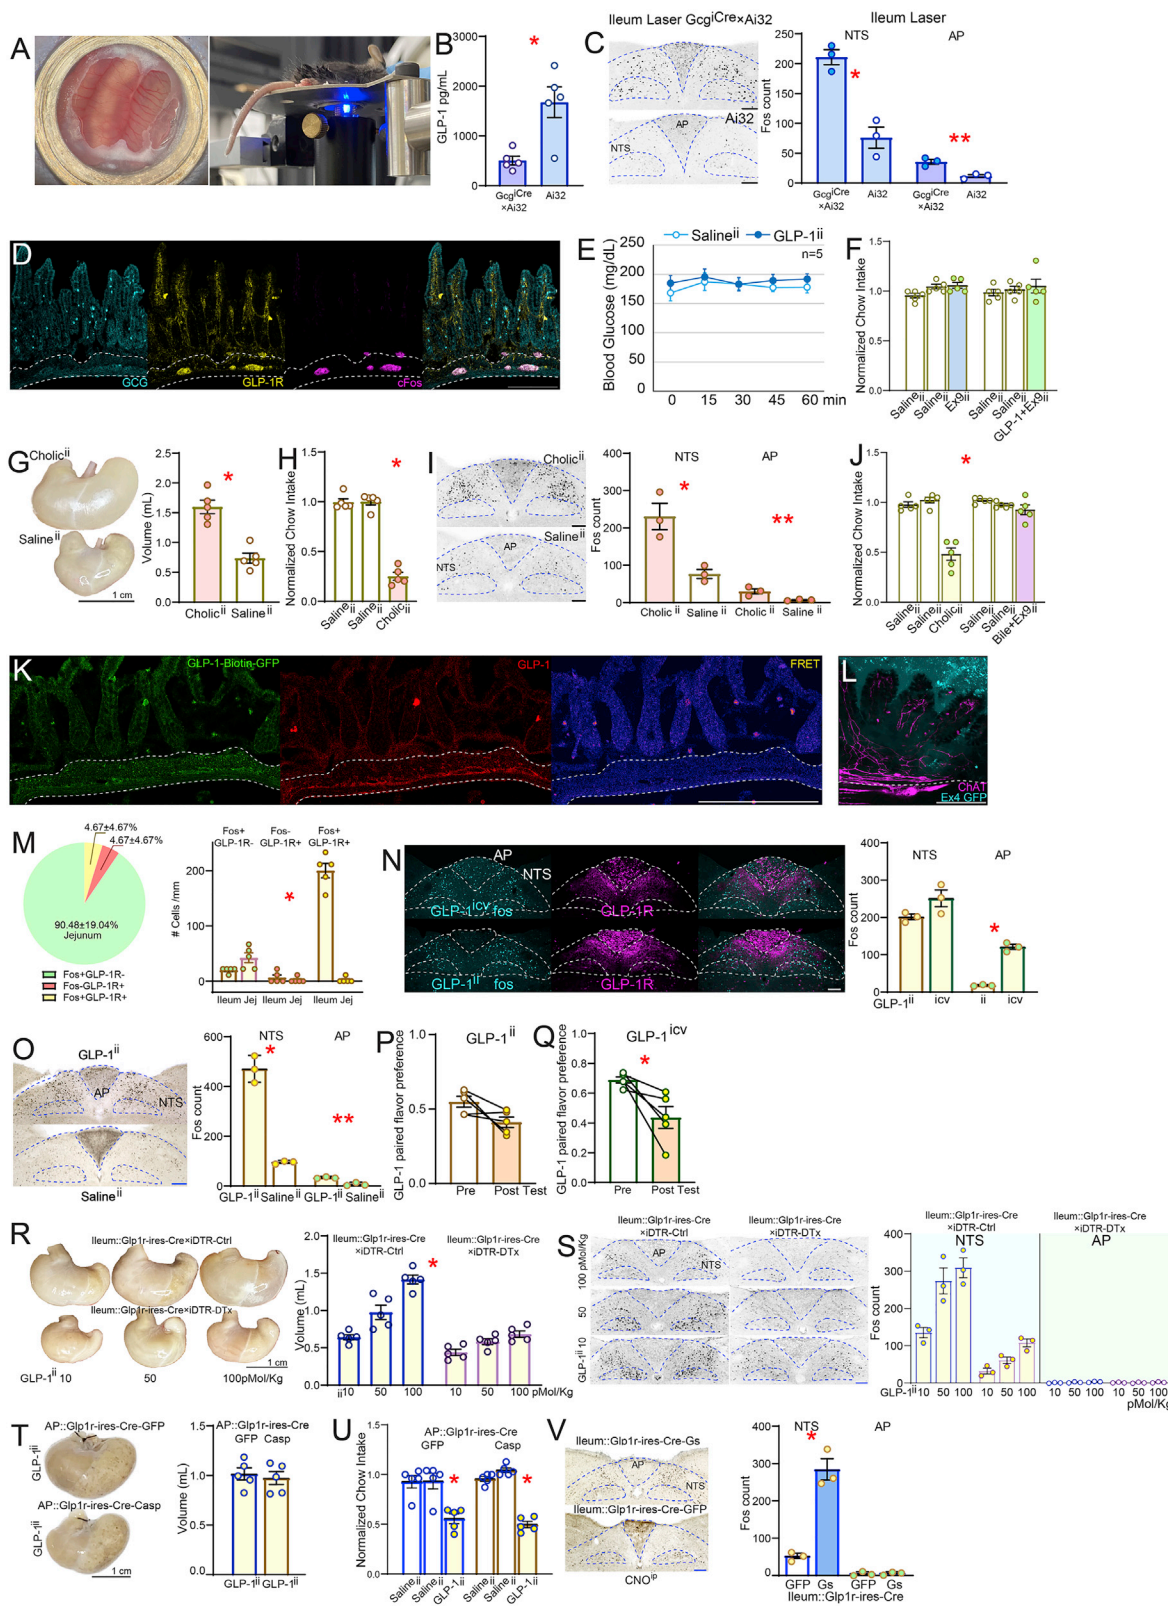 A
B
GLP-1 pg/mL
3000
2000
1000
0
*
GcgiCre
×Ai32
Ai32
Ileum Laser GcgiCre×Ai32
C
Ai32
AP
NTS
Ileum Laser
NTS
AP
Fos count
250
200
150
100
50
0
*
**
GcgiCre
×Ai32
Ai32
GcgiCre
×Ai32
Ai32
D
GCG
GLP-1R
cFos
E
Saline ii
GLP-1 ii
n=5
Blood Glucose (mg/dL)
250
200
150
100
50
0
0 15 30 45 60 min
F
Normalized Chow Intake
1.5
1.0
0.5
0.0
Saline ii
Saline ii
Ex9 ii
Saline ii
Saline ii
GLP-1+Ex9 ii
G
Cholic ii
Saline ii
1 cm
Volume (mL)
2.5
2.0
1.5
1.0
0.5
0.0
*
Cholic ii Saline ii
H
Normalized Chow Intake
1.5
1.0
0.5
0.0
*
Saline ii
Saline ii
Cholic ii
I
Cholic ii
Saline ii
AP
NTS
Fos count
400
300
200
100
0
NTS
AP
*
**
Cholic ii Saline ii Cholic ii Saline ii
J
Normalized Chow Intake
1.5
1.0
0.5
0.0
*
Saline ii
Saline ii
Cholic ii
Saline ii
Saline ii
Bile+Ex9 ii
K
GLP-1-Biotin-GFP
GLP-1
FRET
L
ChAT
Ex4 GFP
M
4.67±4.67%
4.67±4.67%
90.48±19.04%
Jejunum
Fos+GLP-1R-
Fos-GLP-1R+
Fos+GLP-1R+
Fos+ Fos- Fos+
GLP-1R- GLP-1R+ GLP-1R+
# Cells /mm
200
100
0
*
Ileum Jej Ileum Jej Ileum Jej
N
AP
NTS
GLP-1 icv fos
GLP-1R
GLP-1 ii fos
GLP-1R
Fos count
400
300
200
100
0
NTS
AP
*
GLP-1 ii icv ii icv
O
GLP-1 ii
AP
NTS
Saline ii
Fos count
600
400
200
0
NTS
AP
*
**
GLP-1 ii Saline ii GLP-1 ii Saline ii
P
GLP-1 ii
GLP-1 paired flavor preference
1.0
0.5
0.0
Pre Post Test
Q
GLP-1 icv
GLP-1 paired flavor preference
1.0
0.8
0.6
0.4
0.2
0.0
*
Pre Post Test
R
Ileum::Glp1r-ires-Cre×iDTR-Ctrl
Ileum::Glp1r-ires-Cre×iDTR-DTx
1 cm
GLP-1 ii 10 50 100pMol/Kg
Volume (mL)
2.0
1.5
1.0
0.5
0.0
Ileum::Glp1r-ires-Cre
×iDTR-Ctrl
Ileum::Glp1r-ires-Cre
×iDTR-DTx
*
ii10 50 100 10 50 100 pMol/Kg
S
Ileum::Glp1r-ires-Cre
×iDTR-Ctrl
Ileum::Glp1r-ires-Cre
×iDTR-DTx
AP
NTS
GLP-1 ii 10 50 100 pMol/Kg
Ileum::Glp1r-ires-Cre
×iDTR-Ctrl
Ileum::Glp1r-ires-Cre
×iDTR-DTx
NTS
AP
Fos count
400
300
200
100
0
GLP-1 ii 10 50 100 10 50 100 10 50 100 10 50 100
pMol/Kg
T
AP::Glp1r-ires-Cre-GFP
GLP-1 ii
AP::Glp1r-ires-Cre-Casp
GLP-1 ii
1 cm
Volume (mL)
1.5
1.0
0.5
0.0
AP::Glp1r-ires-Cre
GFP Casp
GLP-1 ii GLP-1 ii
U
Normalized Chow Intake
1.5
1.0
0.5
0.0
AP::Glp1r-ires-Cre
GFP Casp
*
*
Saline ii
Saline ii
GLP-1 ii
Saline ii
Saline ii
GLP-1 ii
V
Ileum::Glp1r-ires-Cre-Gs
AP
NTS
Ileum::Glp1r-ires-Cre-GFP
CNO ip
Fos count
400
300
200
100
0
NTS
AP
*
GFP Gs GFP Gs
Ileum::Glp1r-ires-Cre